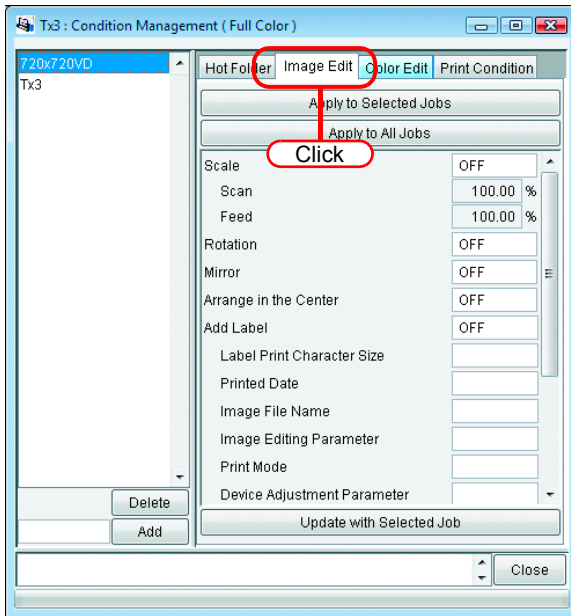 Tx3 : Condition Management ( Full Color )
720x720VD
Tx3
Hot Folder Image Edit Color Edit Print Condition
Apply to Selected Jobs
Apply to All Jobs
Click
Scale OFF
Scan 100.00 %
Feed 100.00 %
Rotation OFF
Mirror OFF
Arrange in the Center OFF
Add Label OFF
Label Print Character Size
Printed Date
Image File Name
Image Editing Parameter
Print Mode
Device Adjustment Parameter
Delete
Add
Update with Selected Job
Close